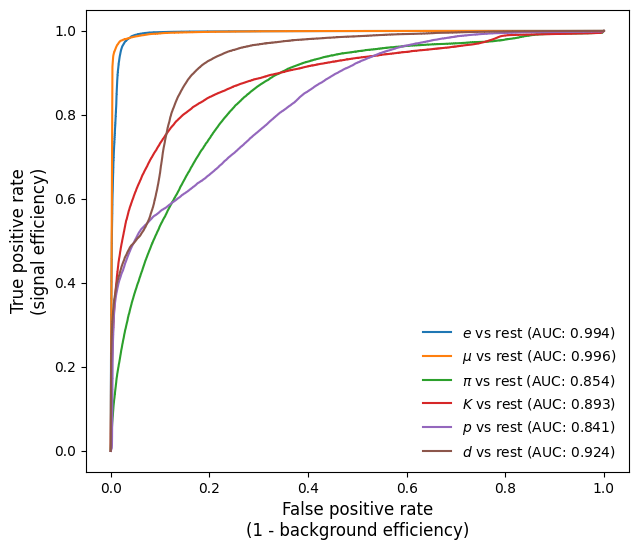 1.0
0.8
0.6
0.4
0.2
0.0
True positive rate
(signal efficiency)
e vs rest (AUC: 0.994)
μ vs rest (AUC: 0.996)
π vs rest (AUC: 0.854)
K vs rest (AUC: 0.893)
p vs rest (AUC: 0.841)
d vs rest (AUC: 0.924)
0.0 0.2 0.4 0.6 0.8 1.0
False positive rate
(1 - background efficiency)